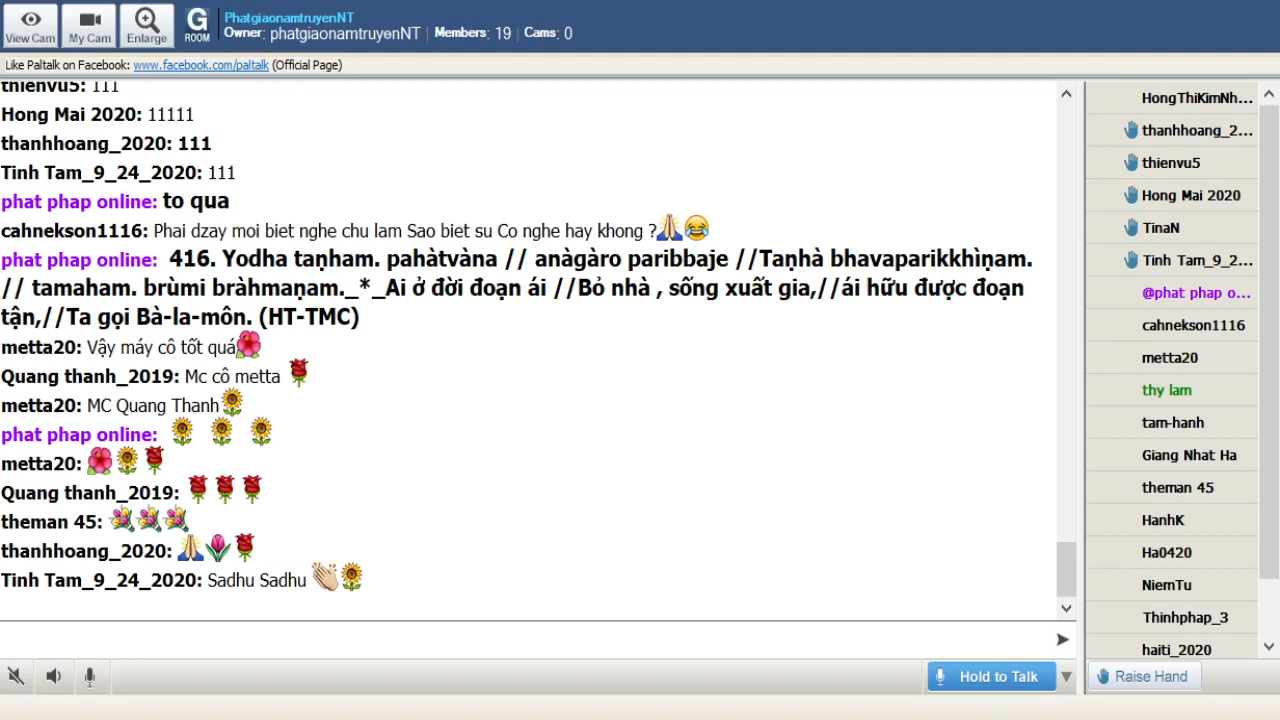 View Cam
My Cam
Enlarge
G
ROOM
PhatgiaonamtruyenNT
Owner: phatgiaonamtruyenNT | Members: 19 | Cams: 0
Like Paltalk on Facebook: www.facebook.com/paltalk (Official Page)
thienvu5: 111
Hong Mai 2020: 11111
thanhhoang_2020: 111
Tinh Tam_9_24_2020: 111
phat phap online: to qua
cahnekson1116: Phai dzay moi biet nghe chu lam Sao biet su Co nghe hay khong ?🙏😂
phat phap online: 416. Yodha taṇham. pahàtvàna // anàgàro paribbaje //Taṇhà bhavaparikkhìṇam.
// tamaham. brùmi bràhmaṇam._*_Ai ở đời đoạn ái //Bỏ nhà , sống xuất gia,//ái hữu được đoạn
tận,//Ta gọi Bà-la-môn. (HT-TMC)
metta20: Vậy máy cô tốt quá🌺
Quang thanh_2019: Mc cô metta 🌹
metta20: MC Quang Thanh🌻
phat phap online: 🌻 🌻 🌻
metta20: 🌺🌻🌹
Quang thanh_2019: 🌹🌹🌹
theman 45: 💐💐💐
thanhhoang_2020: 🙏🌷🌹
Tinh Tam_9_24_2020: Sadhu Sadhu 👏🌻
Hold to Talk
HongThiKimNh...
thanhhoang_2...
thienvu5
Hong Mai 2020
TinaN
Tinh Tam_9_2...
@phat phap o...
cahnekson1116
metta20
thy lam
tam-hanh
Giang Nhat Ha
theman 45
HanhK
Ha0420
NiemTu
Thinhphap_3
haiti_2020
Raise Hand